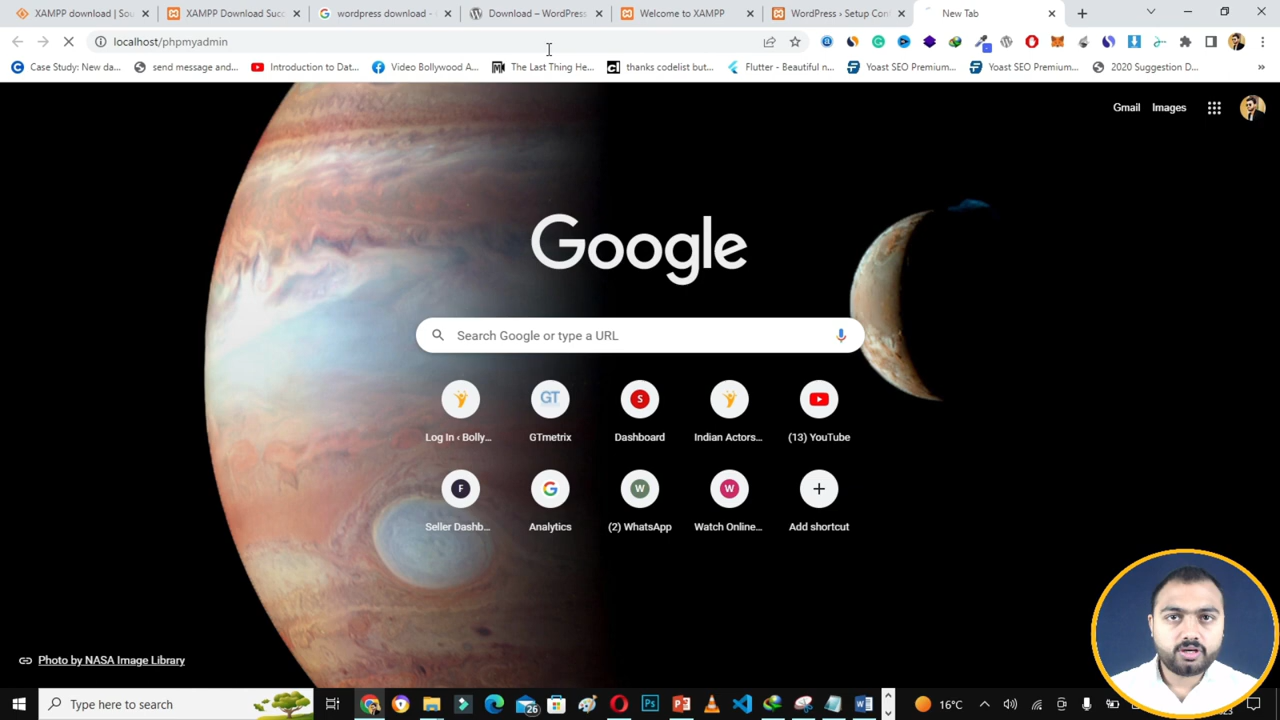 XAMPP download | Sou
XAMPP Download Succ
wordpress download -
Download – WordPress
Welcome to XAMPP
WordPress › Setup Con
New Tab
localhost/phpmyadmin
Case Study: New da...
send message and...
Introduction to Dat...
Video Bollywood A...
The Last Thing He...
thanks codelist but...
Flutter - Beautiful n...
Yoast SEO Premium...
Yoast SEO Premium...
2020 Suggestion D...
»
Gmail
Images
Google
Search Google or type a URL
GT
S
Log In ‹ Bolly...
GTmetrix
Dashboard
Indian Actors...
(13) YouTube
F
W
W
Seller Dashb...
Analytics
(2) WhatsApp
Watch Online...
Add shortcut
Photo by NASA Image Library
Type here to search
26
Ps
16°C